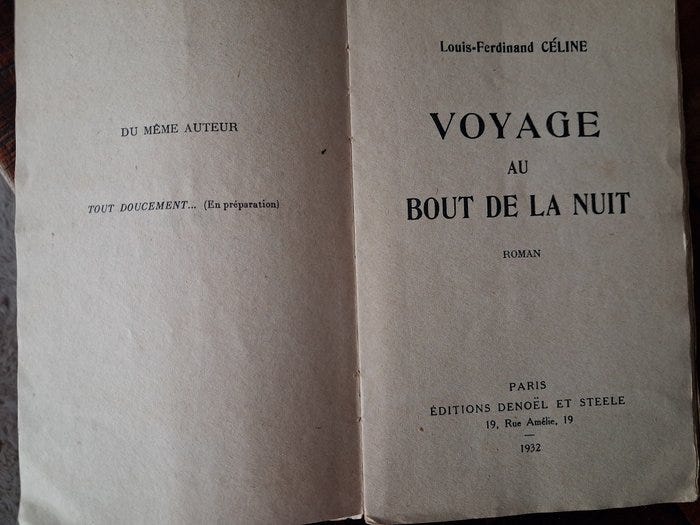 DU MÊME AUTEUR
TOUT DOUCEMENT... (En préparation)
Louis-Ferdinand CÉLINE
VOYAGE
AU
BOUT DE LA NUIT
ROMAN
PARIS
ÉDITIONS DENOËL ET STEELE
19, Rue Amélie, 19
1932